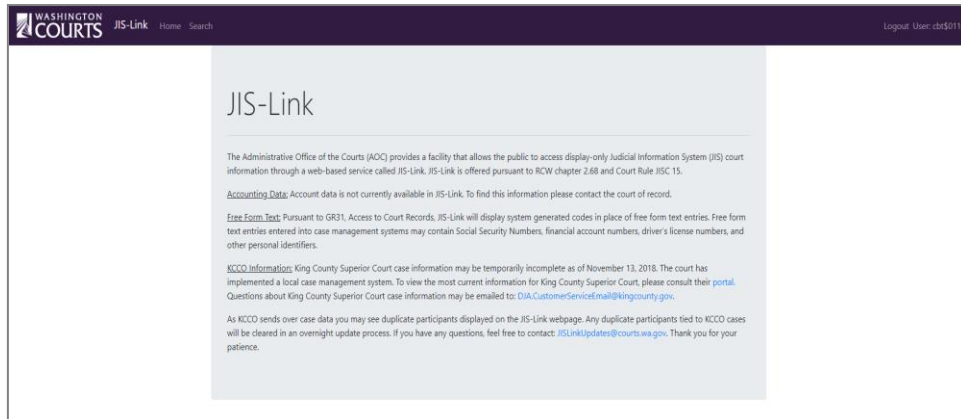 WASHINGTON
COURTS JIS-Link Home Search Logout User: cbt$011
JIS-Link
The Administrative Office of the Courts (AOC) provides a facility that allows the public to access display-only Judicial Information System (JIS) court
information through a web-based service called JIS-Link. JIS-Link is offered pursuant to RCW chapter 2.68 and Court Rule JISC 15.
Accounting Data: Account data is not currently available in JIS-Link. To find this information please contact the court of record.
Free Form Text: Pursuant to GR31, Access to Court Records, JIS-Link will display system generated codes in place of free form text entries. Free form
text entries entered into case management systems may contain Social Security Numbers, financial account numbers, driver's license numbers, and
other personal identifiers.
KCCO Information: King County Superior Court case information may be temporarily incomplete as of November 13, 2018. The court has
implemented a local case management system. To view the most current information for King County Superior Court, please consult their portal.
Questions about King County Superior Court case information may be emailed to: DJA.CustomerServiceEmail@kingcounty.gov.
As KCCO sends over case data you may see duplicate participants displayed on the JIS-Link webpage. Any duplicate participants tied to KCCO cases
will be cleared in an overnight update process. If you have any questions, feel free to contact: JISLinkUpdates@courts.wa.gov. Thank you for your
patience.